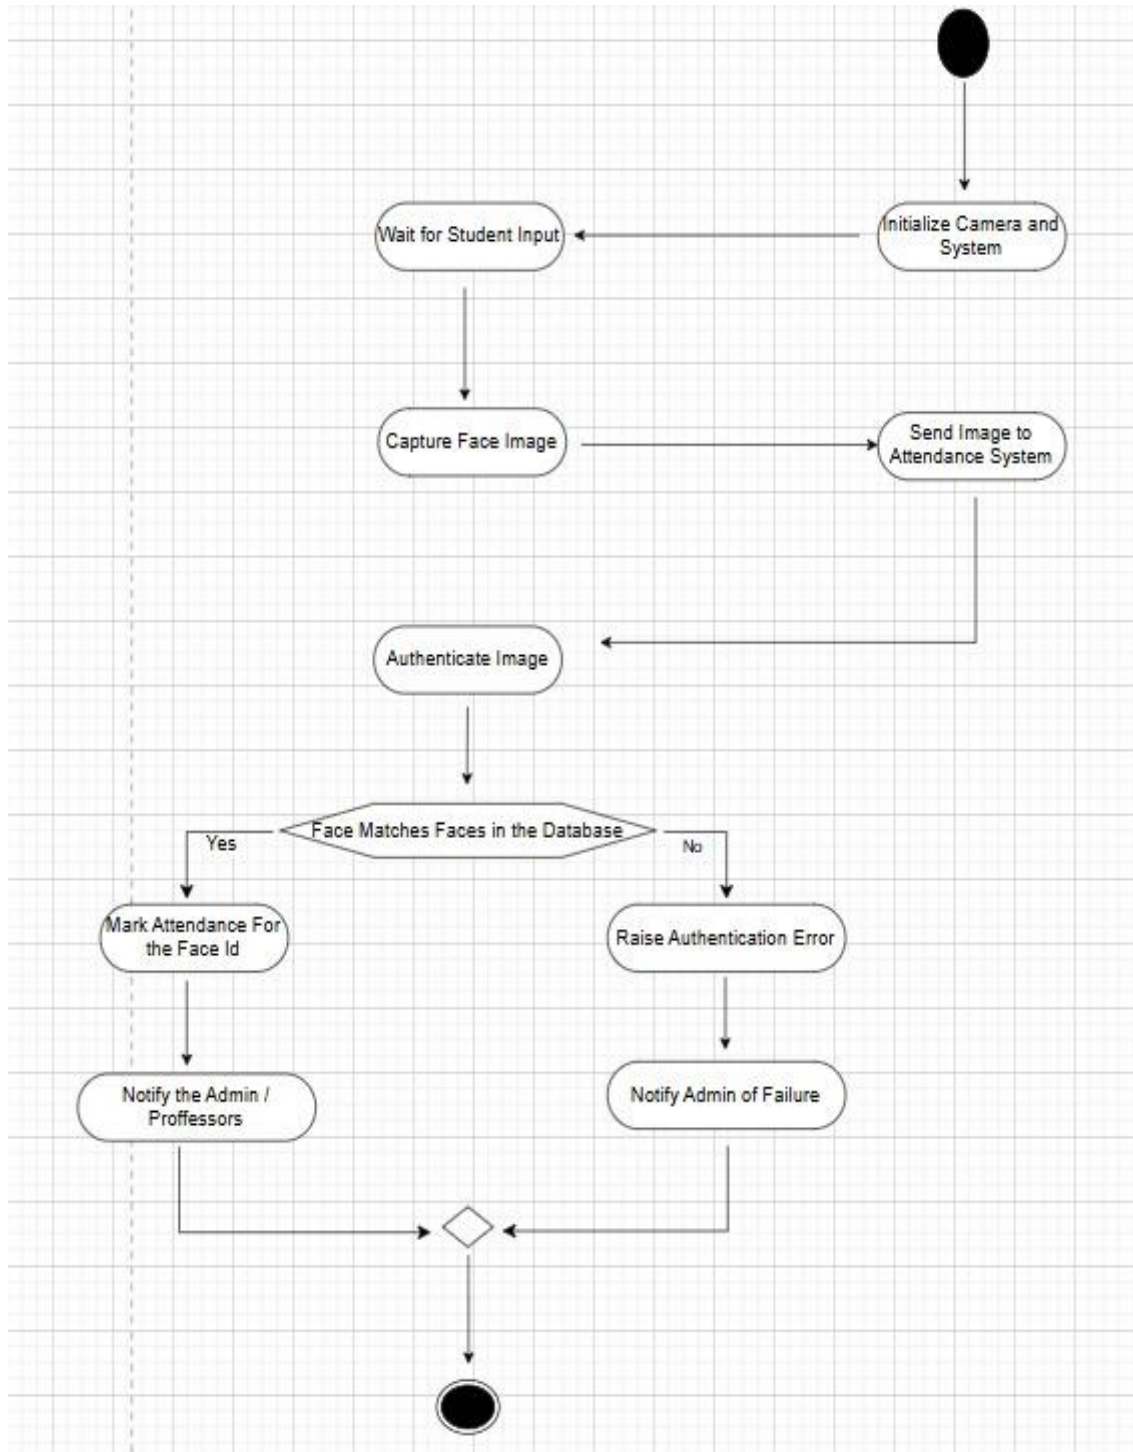 Initialize Camera and
System
Wait for Student Input
Capture Face Image
Send Image to
Attendance System
Authenticate Image
Face Matches Faces in the Database
Yes
No
Mark Attendance For
the Face Id
Raise Authentication Error
Notify the Admin /
Proffessors
Notify Admin of Failure